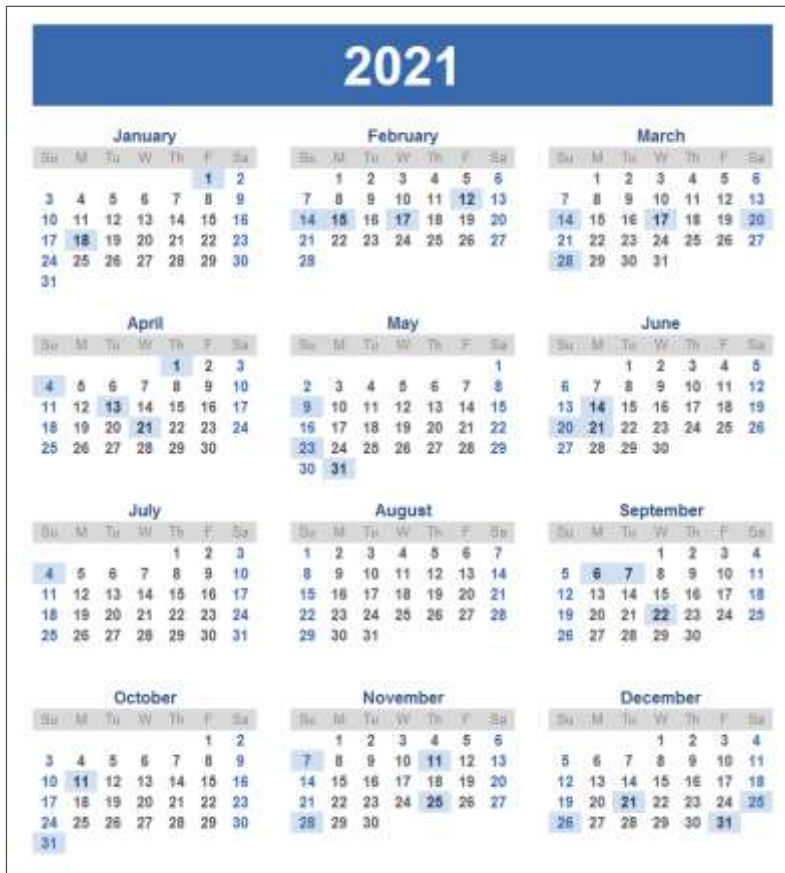 2021
January February March
Su M Tu W Th F Sa Su M Tu W Th F Sa Su M Tu W Th F Sa
1 2 1 2 3 4 5 6 1 2 3 4 5 6
3 4 5 6 7 8 9 7 8 9 10 11 12 13 7 8 9 10 11 12 13
10 11 12 13 14 15 16 14 15 16 17 18 19 20 14 15 16 17 18 19 20
17 18 19 20 21 22 23 21 22 23 24 25 26 27 21 22 23 24 25 26 27
24 25 26 27 28 29 30 28 28 29 30 31
31
April May June
Su M Tu W Th F Sa Su M Tu W Th F Sa Su M Tu W Th F Sa
1 2 3 1 1 2 3 4 5
4 5 6 7 8 9 10 2 3 4 5 6 7 8 6 7 8 9 10 11 12
11 12 13 14 15 16 17 9 10 11 12 13 14 15 13 14 15 16 17 18 19
18 19 20 21 22 23 24 16 17 18 19 20 21 22 20 21 22 23 24 25 26
25 26 27 28 29 30 23 24 25 26 27 28 29 27 28 29 30
30 31
July August September
Su M Tu W Th F Sa Su M Tu W Th F Sa Su M Tu W Th F Sa
1 2 3 1 2 3 4 5 6 7 1 2 3 4
4 5 6 7 8 9 10 8 9 10 11 12 13 14 5 6 7 8 9 10 11
11 12 13 14 15 16 17 15 16 17 18 19 20 21 12 13 14 15 16 17 18
18 19 20 21 22 23 24 22 23 24 25 26 27 28 19 20 21 22 23 24 25
25 26 27 28 29 30 31 29 30 31 26 27 28 29 30
October November December
Su M Tu W Th F Sa Su M Tu W Th F Sa Su M Tu W Th F Sa
1 2 1 2 3 4 5 6 1 2 3 4
3 4 5 6 7 8 9 7 8 9 10 11 12 13 5 6 7 8 9 10 11
10 11 12 13 14 15 16 14 15 16 17 18 19 20 12 13 14 15 16 17 18
17 18 19 20 21 22 23 21 22 23 24 25 26 27 19 20 21 22 23 24 25
24 25 26 27 28 29 30 28 29 30 26 27 28 29 30 31
31